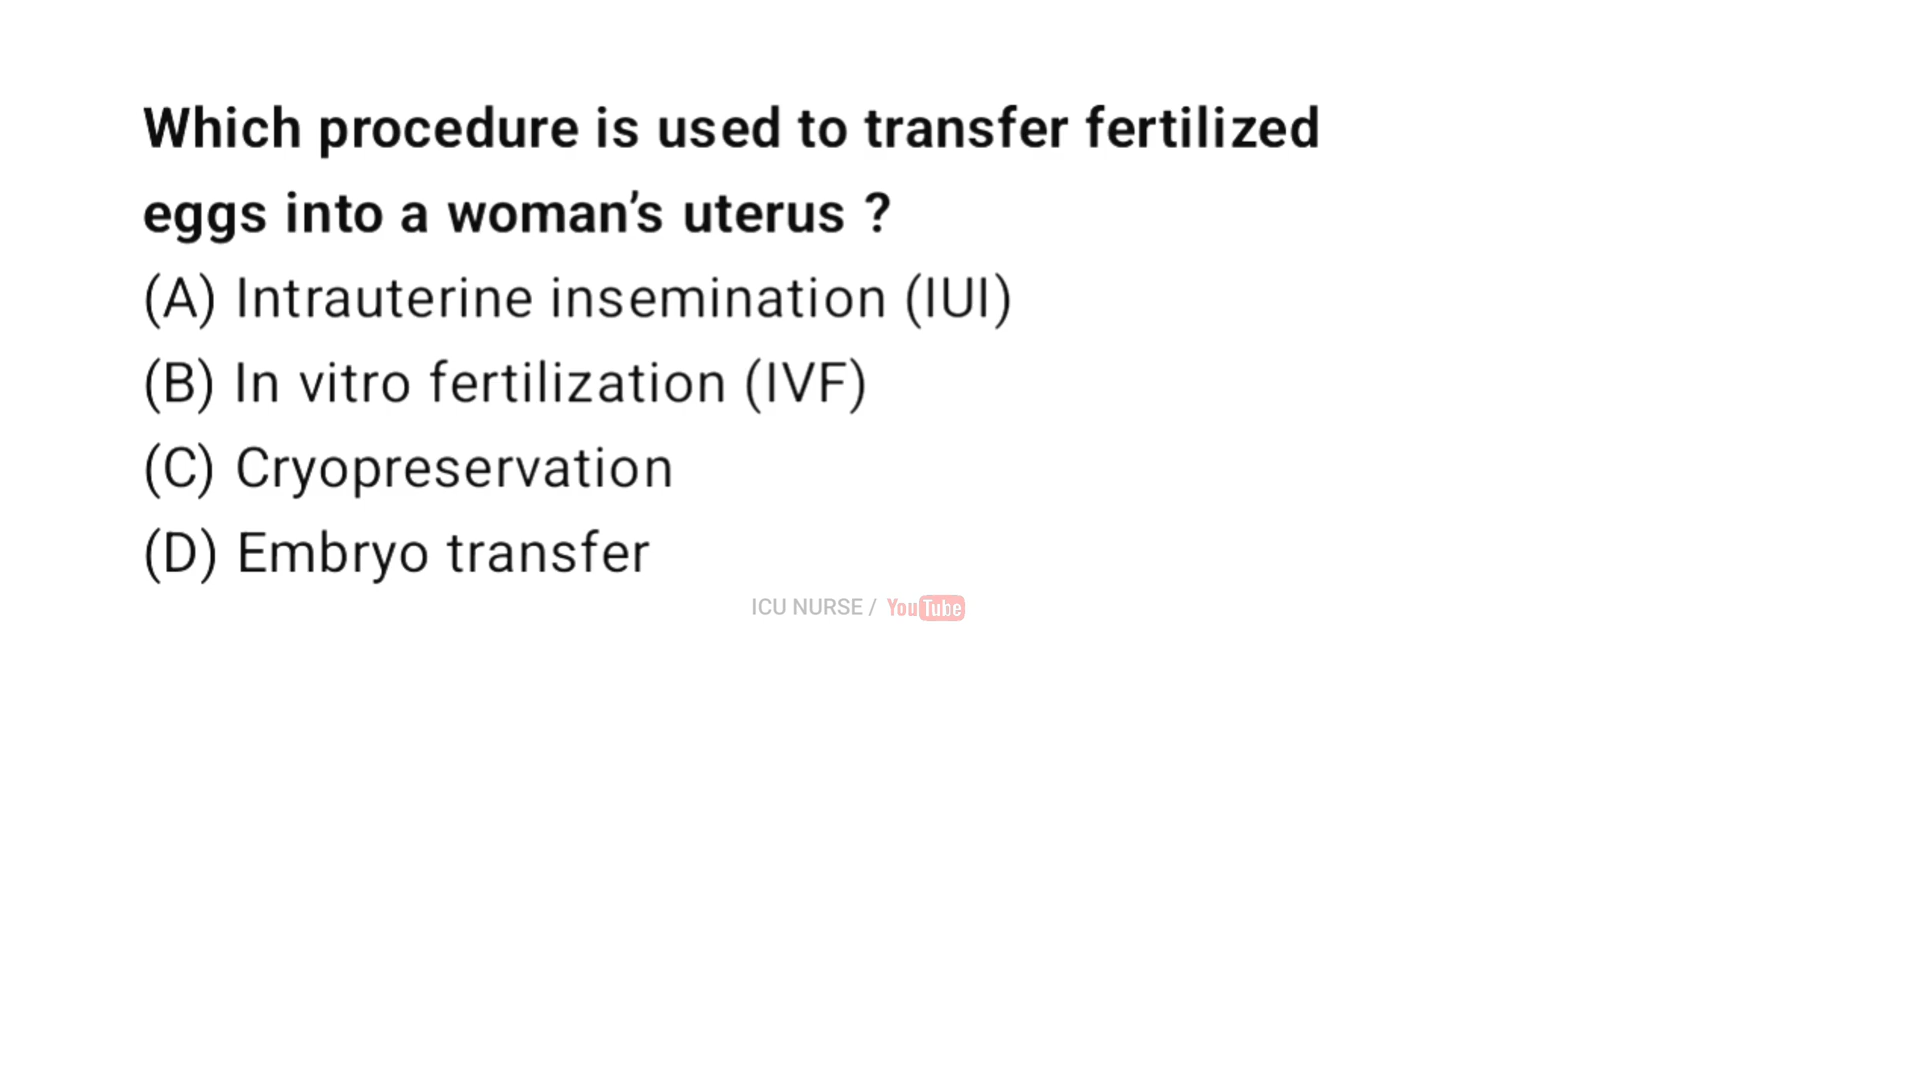 Which procedure is used to transfer fertilized
eggs into a woman’s uterus ?
(A) Intrauterine insemination (IUI)
(B) In vitro fertilization (IVF)
(C) Cryopreservation
(D) Embryo transfer
ICU NURSE / YouTube